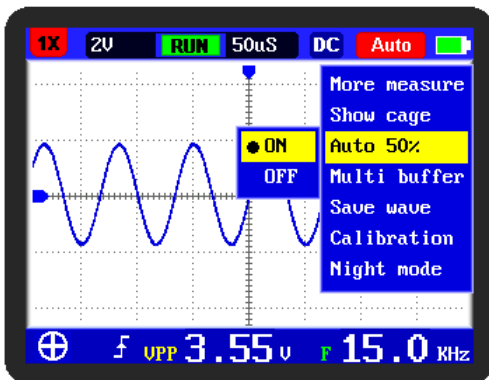 1X 2V RUN 50uS DC Auto
More measure
Show cage
ON Auto 50%
OFF Multi buffer
Save wave
Calibration
Night mode
VPP 3.55 V F 15.0 KHz